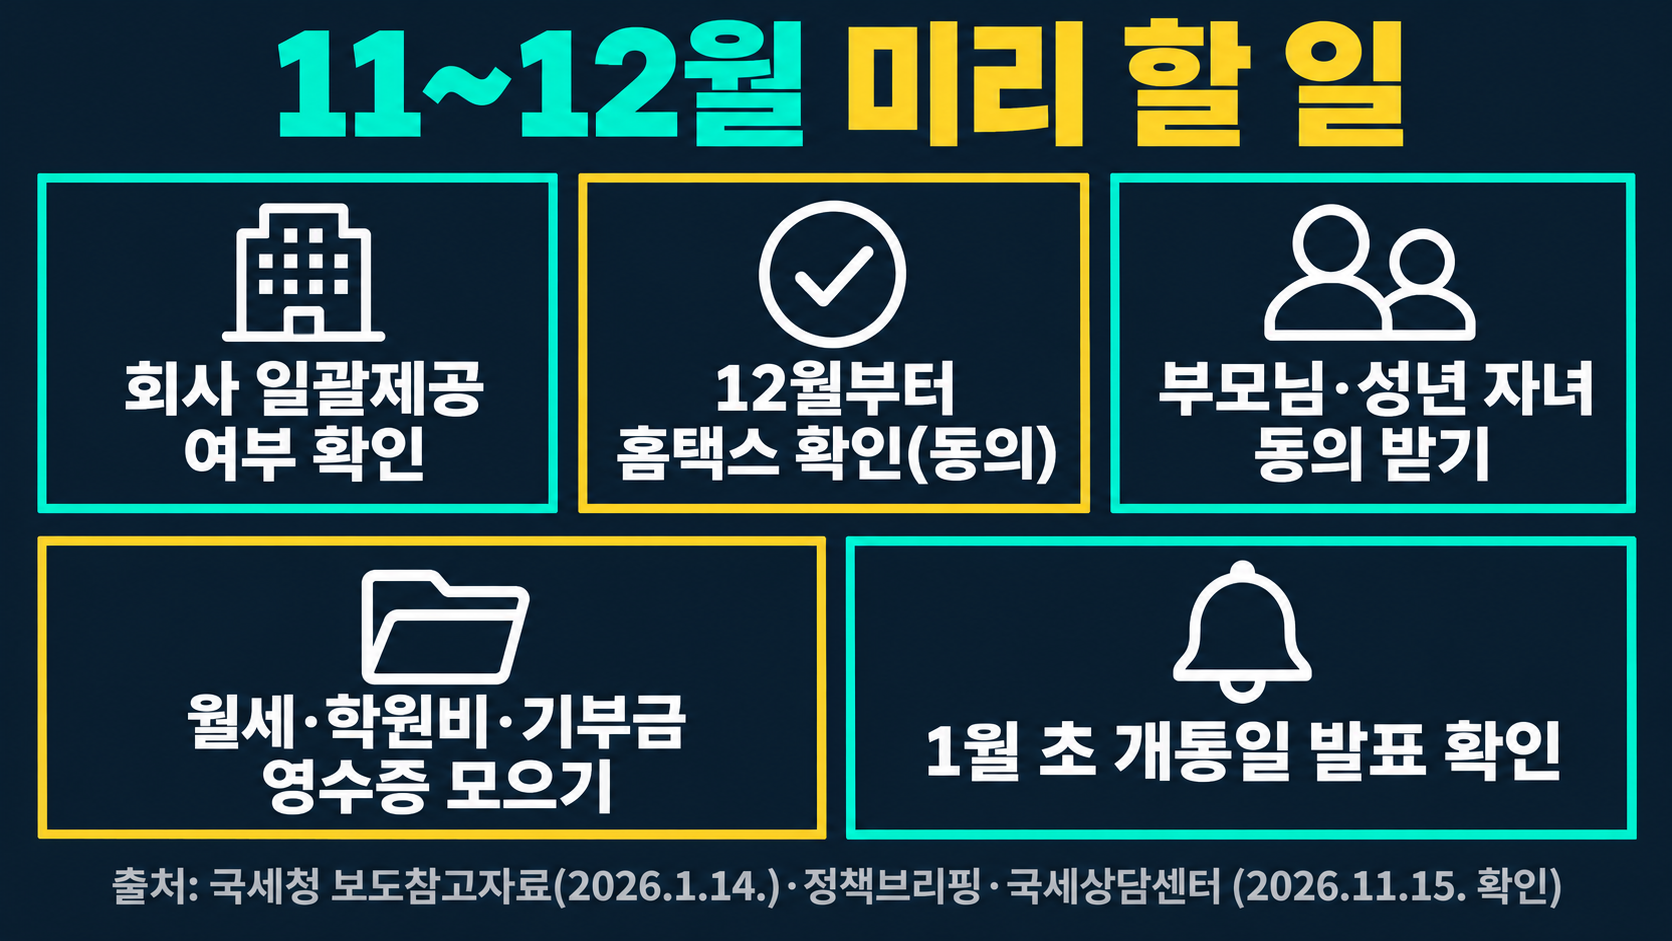 11~12월 미리 할 일
회사 일괄제공
여부 확인
12월부터
홈택스 확인(동의)
부모님·성년 자녀
동의 받기
월세·학원비·기부금
영수증 모으기
1월 초 개통일 발표 확인
출처: 국세청 보도참고자료(2026.1.14.)·정책브리핑·국세상담센터 (2026.11.15. 확인)